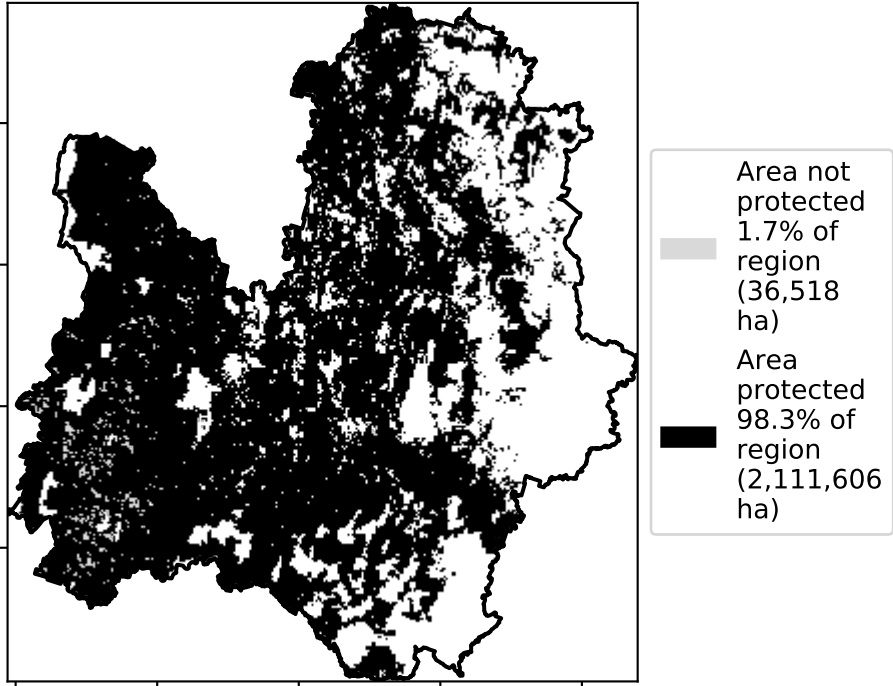 Area not
protected
1.7% of
region
(36,518
ha)
Area
protected
98.3% of
region
(2,111,606
ha)